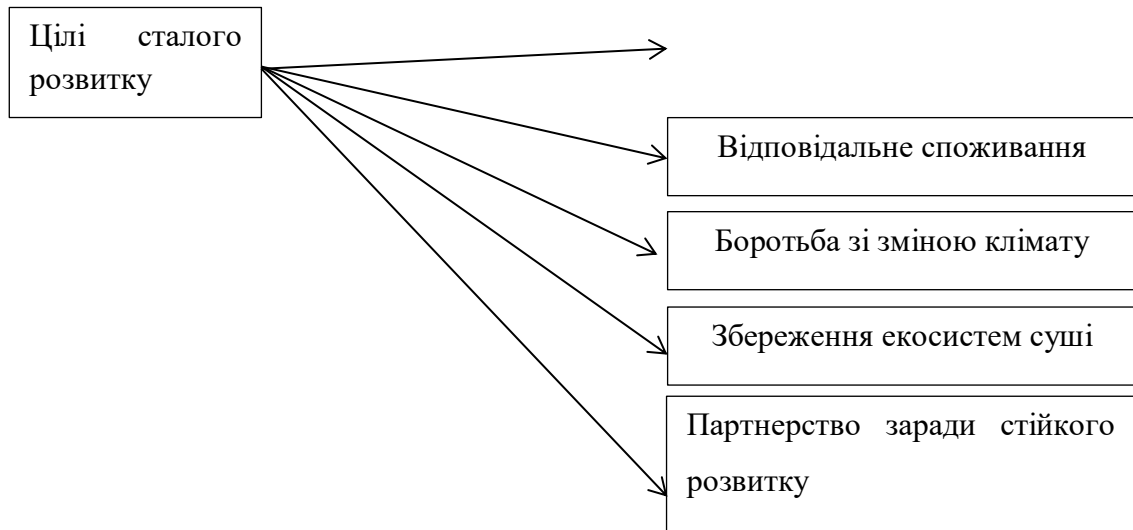 Цілі сталого
розвитку
Відповідальне споживання
Боротьба зі зміною клімату
Збереження екосистем суші
Партнерство заради стійкого
розвитку